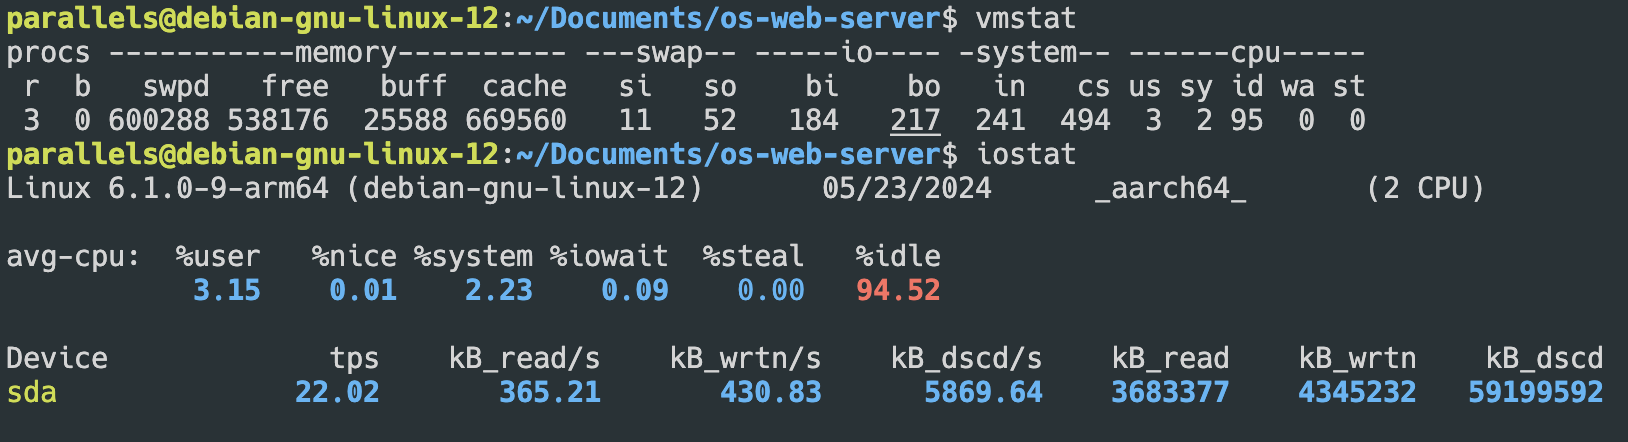 parallels@debian-gnu-linux-12:~/Documents/os-web-server$ vmstat
procs -----------memory---------- ---swap-- -----io---- -system-- ------cpu-----
 r  b   swpd   free   buff  cache   si   so    bi    bo   in   cs us sy id wa st
 3  0 600288 538176  25588 669560   11   52   184   217  241  494  3  2 95  0  0
parallels@debian-gnu-linux-12:~/Documents/os-web-server$ iostat
Linux 6.1.0-9-arm64 (debian-gnu-linux-12)       05/23/2024      _aarch64_       (2 CPU)
avg-cpu:  %user   %nice %system %iowait  %steal   %idle
           3.15    0.01    2.23    0.09    0.00   94.52
Device             tps    kB_read/s    kB_wrtn/s    kB_dscd/s    kB_read    kB_wrtn    kB_dscd
sda              22.02       365.21       430.83      5869.64    3683377    4345232   59199592